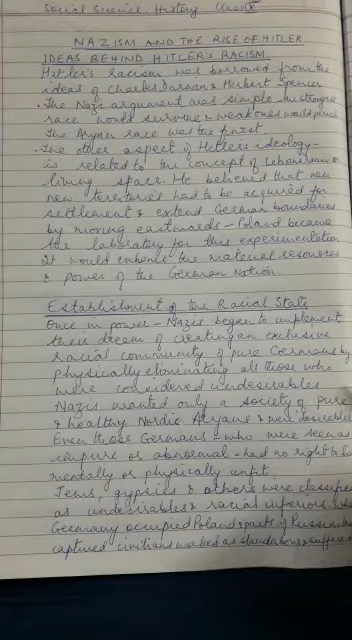 Social Science - History Class IX
NAZISM AND THE RISE OF HITLER
IDEAS BEHIND HITLER'S RACISM
Hitler's racism was borrowed from the
ideas of Charles Darwin & Herbert Spencer
• The Nazi argument was simple - the strongest
race would survive & weak ones would perish
The Aryan race was the finest
• The other aspect of Hitler's ideology -
is related to the concept of Lebensraum or
living space. He believed that new
new territories had to be acquired for
settlement & extend German boundaries
by moving eastwards - Poland became
the laboratory for this experimentation
It would enhance the material resources
& power of the German nation
Establishment of the Racial State
Once in power - Nazis began to implement
their dream of creating an exclusive
racial community of pure Germans by
physically eliminating all those who
were considered undesirables
Nazis wanted only a society of pure
& healthy Nordic Aryans & were desirables
Even those Germans - who were seen as
impure or abnormal - had no right to
mentally or physically unfit.
Jews, gypsies & others were classified
as undesirables & racial inferiors.
Germany occupied Poland & parts of Russia
captured civilians worked as slave labour &